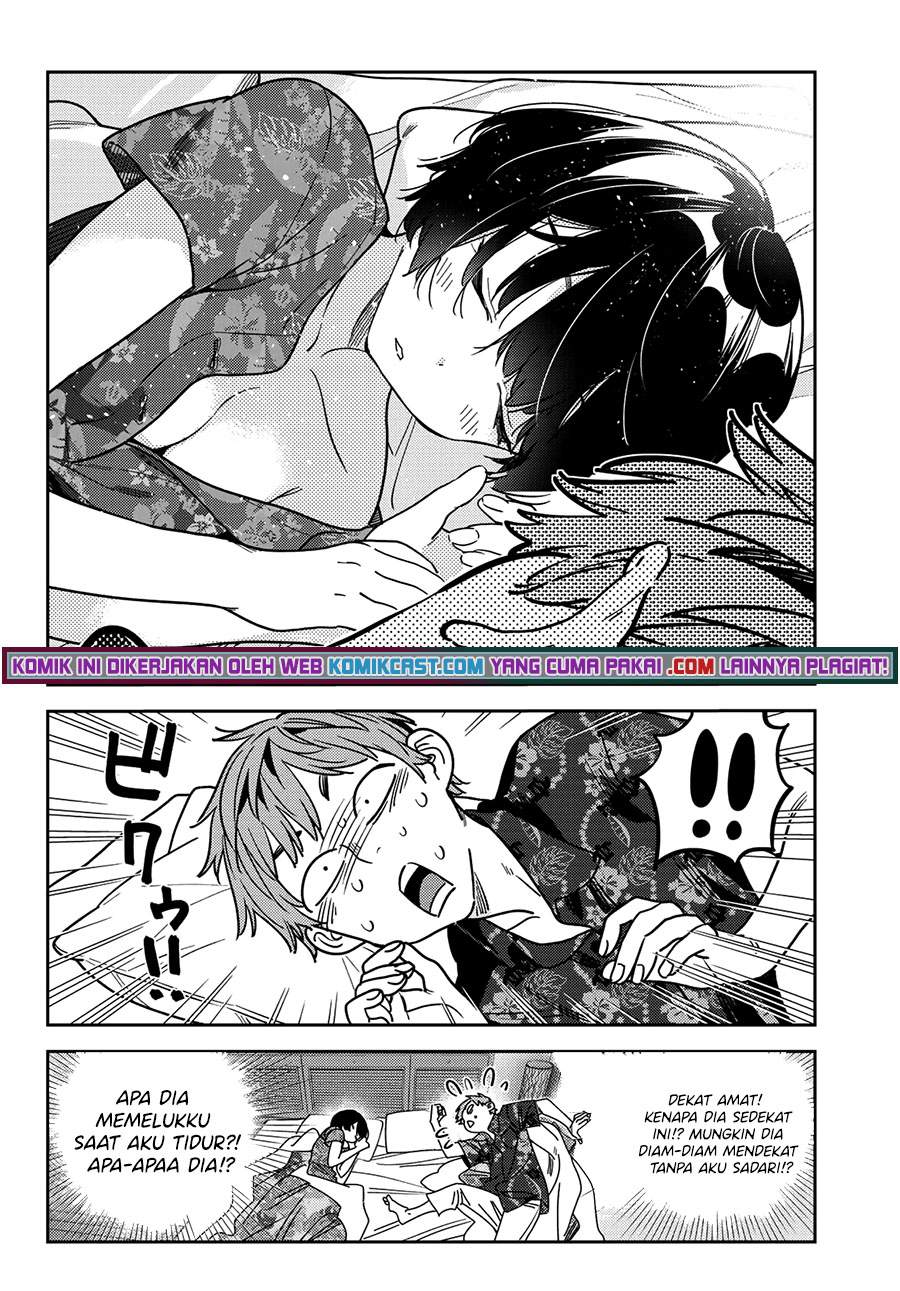 KOMIK INI DIKERJAKAN OLEH WEB KOMIKCAST.COM YANG CUMA PAKAI .COM LAINNYA PLAGIAT!
!!
ビクゥ!!
DEKAT AMAT!
KENAPA DIA SEDEKAT
INI!? MUNGKIN DIA
DIAM-DIAM MENDEKAT
TANPA AKU SADARI!?
APA DIA
MEMELUKKU
SAAT AKU TIDUR?!
APA-APAA DIA!?